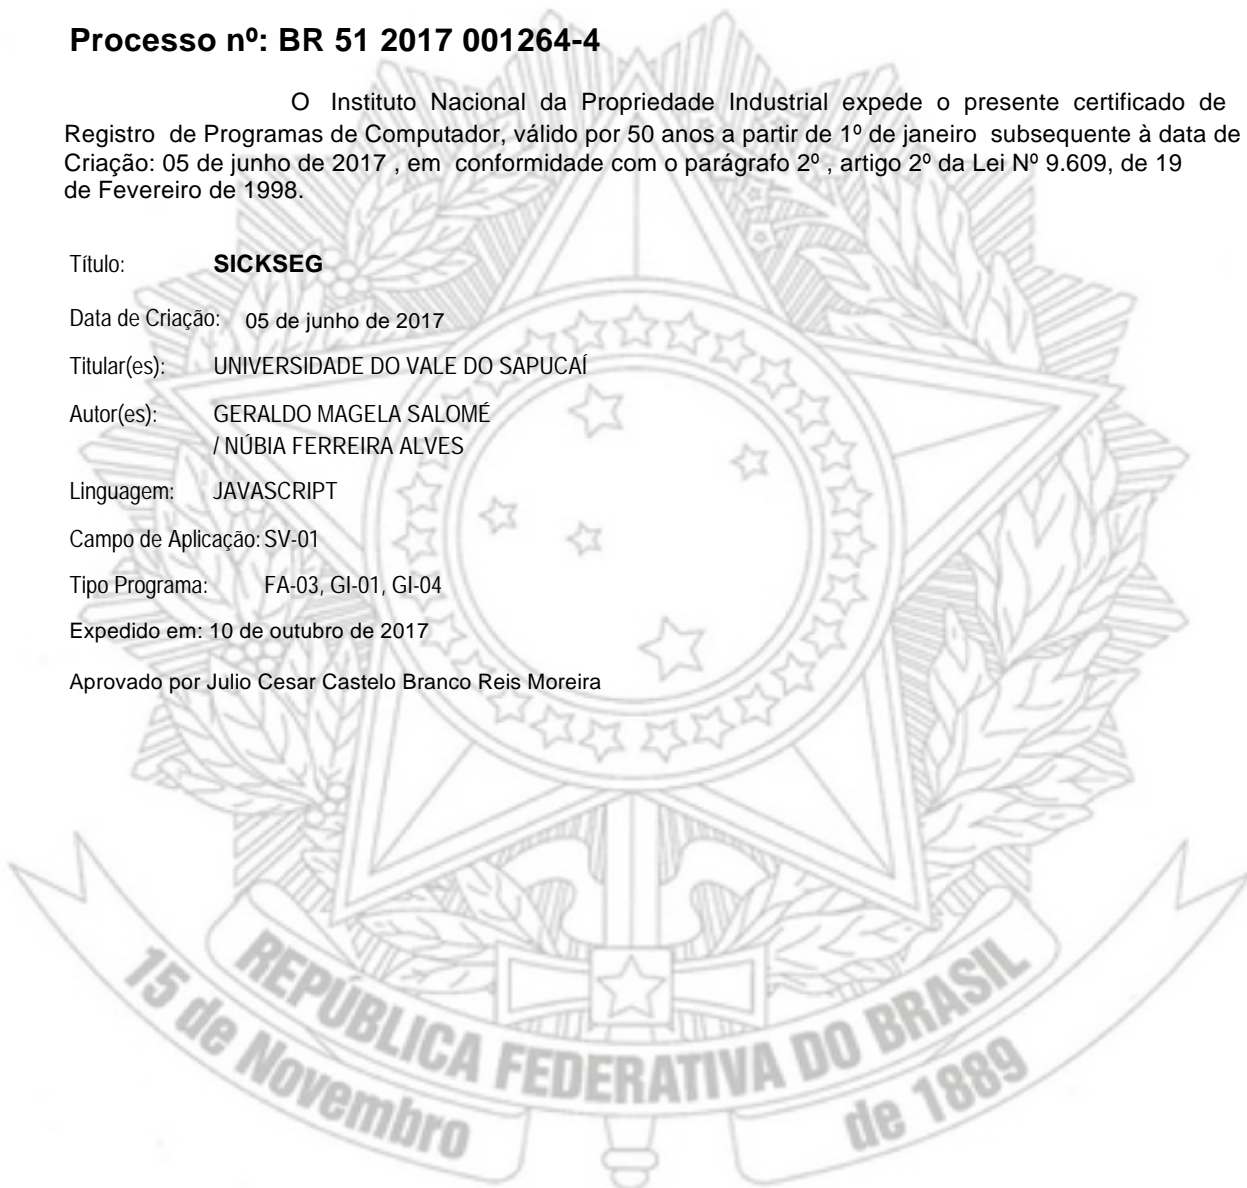 Processo nº: BR 51 2017 001264-4
O Instituto Nacional da Propriedade Industrial expede o presente certificado de
Registro de Programas de Computador, válido por 50 anos a partir de 1º de janeiro subsequente à data de
Criação: 05 de junho de 2017 , em conformidade com o parágrafo 2º , artigo 2º da Lei Nº 9.609, de 19
de Fevereiro de 1998.
Título: SICKSEG
Data de Criação: 05 de junho de 2017
Titular(es): UNIVERSIDADE DO VALE DO SAPUCAÍ
Autor(es): GERALDO MAGELA SALOMÉ
/ NÚBIA FERREIRA ALVES
Linguagem: JAVASCRIPT
Campo de Aplicação: SV-01
Tipo Programa: FA-03, GI-01, GI-04
Expedido em: 10 de outubro de 2017
Aprovado por Julio Cesar Castelo Branco Reis Moreira
REPÚBLICA FEDERATIVA DO BRASIL
15 de Novembro de 1889